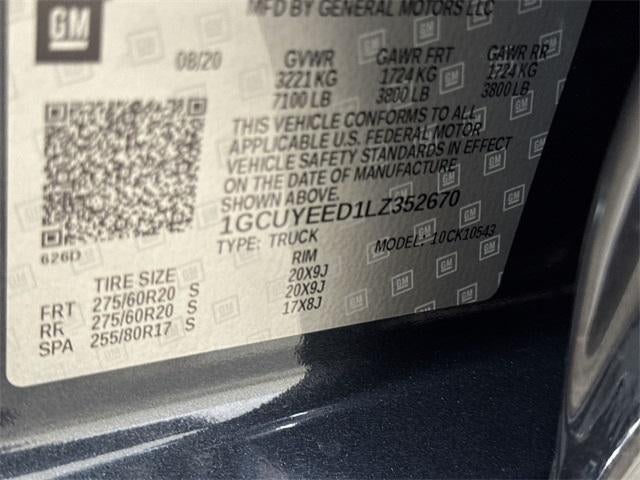 GM
MFD BY GENERAL MOTORS LLC
08/20 GVWR GAWR FRT GAWR RR
3221 KG 1724 KG 1724 KG
7100 LB 3800 LB 3800 LB
THIS VEHICLE CONFORMS TO ALL
APPLICABLE U.S. FEDERAL MOTOR
VEHICLE SAFETY STANDARDS IN EFFECT
ON THE DATE OF MANUFACTURE
SHOWN ABOVE.
1GCUYEED1LZ352670
626D
TYPE: TRUCK MODEL: 10CK10543
TIRE SIZE RIM
FRT 275/60R20 S 20X9J
RR 275/60R20 S 20X9J
SPA 255/80R17 S 17X8J